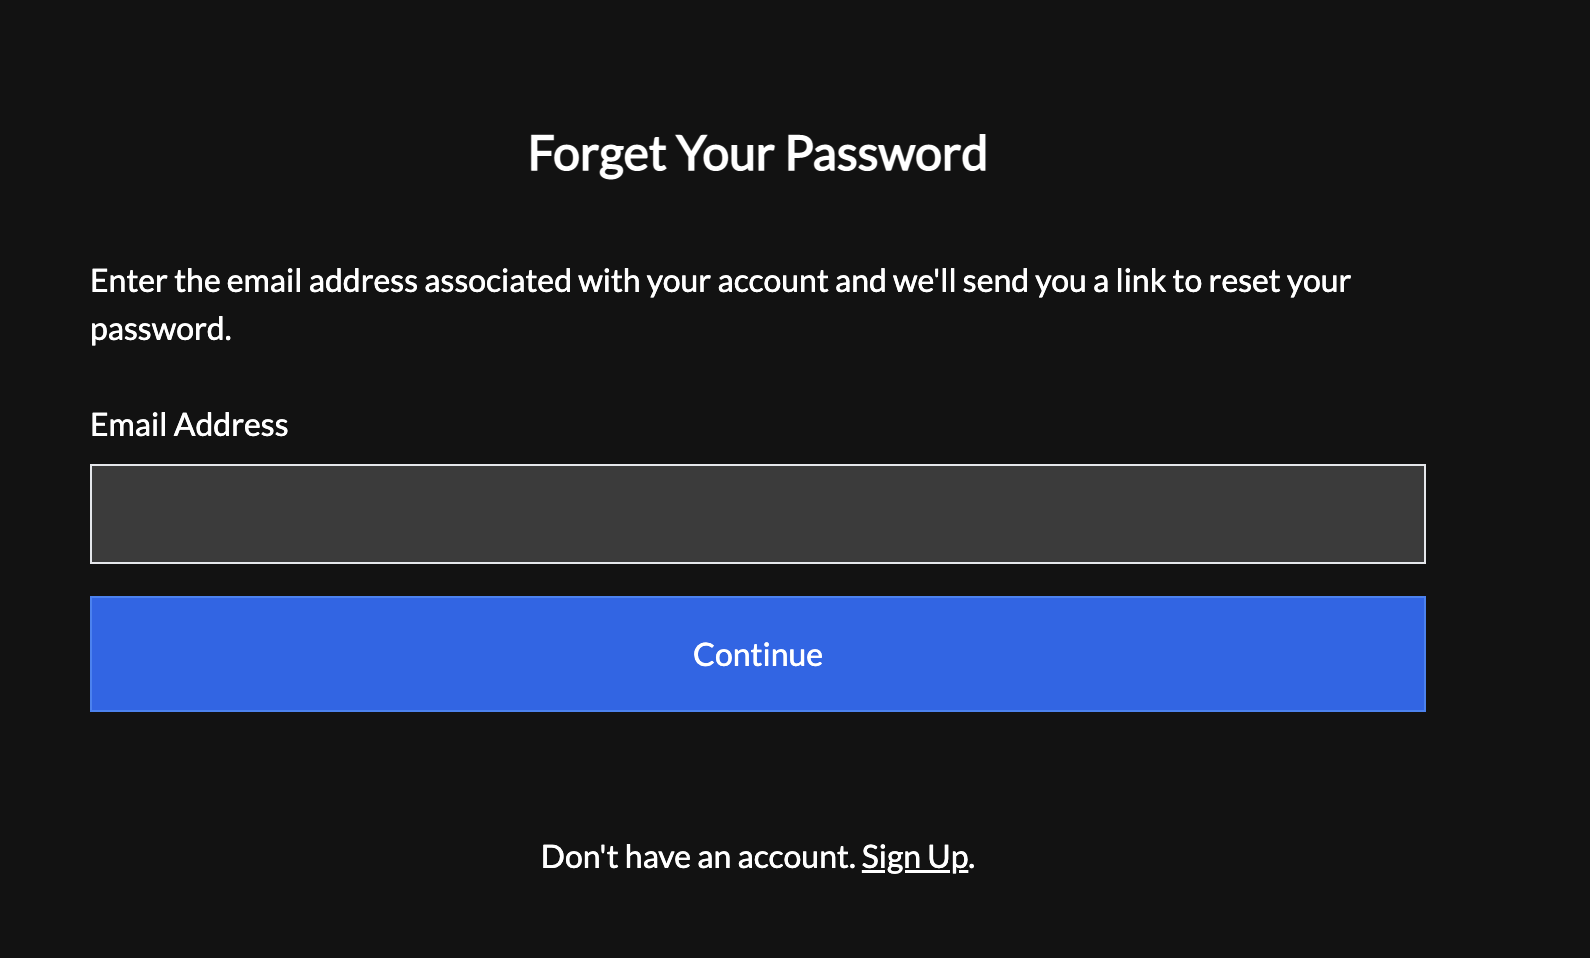 Forget Your Password
Enter the email address associated with your account and we'll send you a link to reset your
password.
Email Address
Continue
Don't have an account. Sign Up.